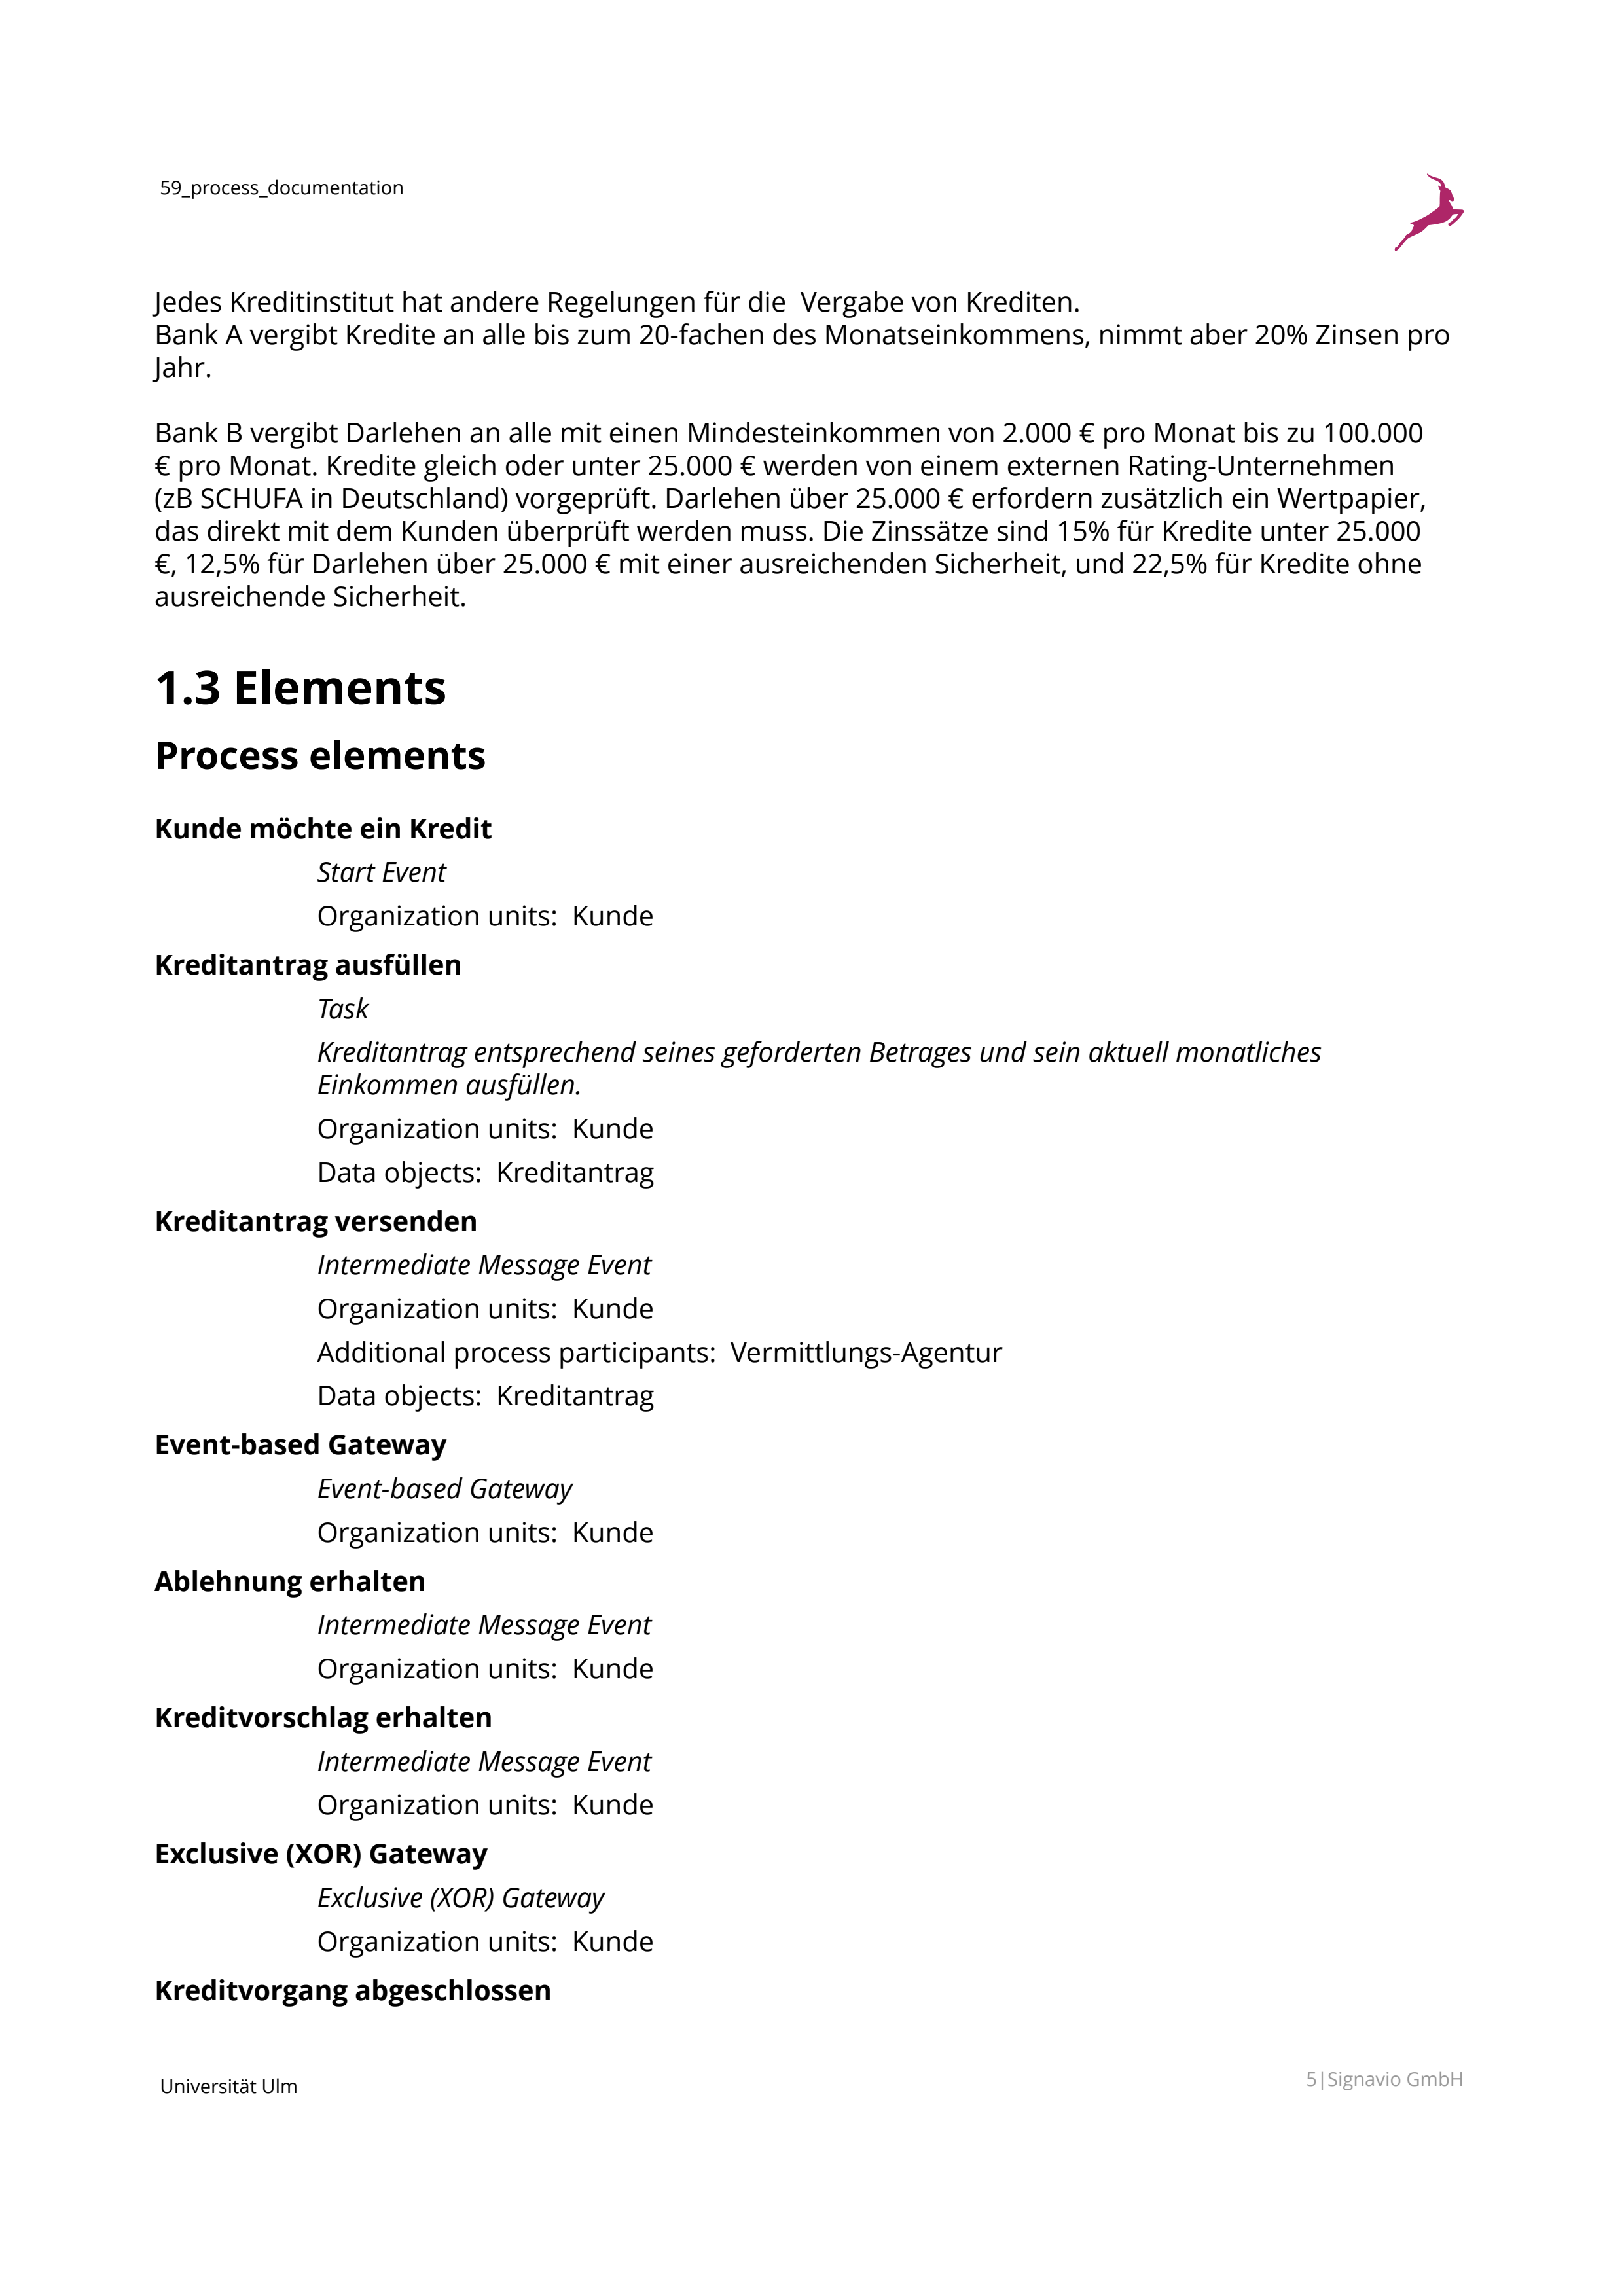 59_process_documentation
Jedes Kreditinstitut hat andere Regelungen für die  Vergabe von Krediten.
Bank A vergibt Kredite an alle bis zum 20-fachen des Monatseinkommens, nimmt aber 20% Zinsen pro
Jahr.
Bank B vergibt Darlehen an alle mit einen Mindesteinkommen von 2.000 € pro Monat bis zu 100.000
€ pro Monat. Kredite gleich oder unter 25.000 € werden von einem externen Rating-Unternehmen
(zB SCHUFA in Deutschland) vorgeprüft. Darlehen über 25.000 € erfordern zusätzlich ein Wertpapier,
das direkt mit dem Kunden überprüft werden muss. Die Zinssätze sind 15% für Kredite unter 25.000
€, 12,5% für Darlehen über 25.000 € mit einer ausreichenden Sicherheit, und 22,5% für Kredite ohne
ausreichende Sicherheit.
1.3 Elements
Process elements
Kunde möchte ein Kredit
Start Event
Organization units:  Kunde
Kreditantrag ausfüllen
Task
Kreditantrag entsprechend seines geforderten Betrages und sein aktuell monatliches
Einkommen ausfüllen.
Organization units:  Kunde
Data objects:  Kreditantrag
Kreditantrag versenden
Intermediate Message Event
Organization units:  Kunde
Additional process participants:  Vermittlungs-Agentur
Data objects:  Kreditantrag
Event-based Gateway
Event-based Gateway
Organization units:  Kunde
Ablehnung erhalten
Intermediate Message Event
Organization units:  Kunde
Kreditvorschlag erhalten
Intermediate Message Event
Organization units:  Kunde
Exclusive (XOR) Gateway
Exclusive (XOR) Gateway
Organization units:  Kunde
Kreditvorgang abgeschlossen
Universität Ulm
5|Signavio GmbH